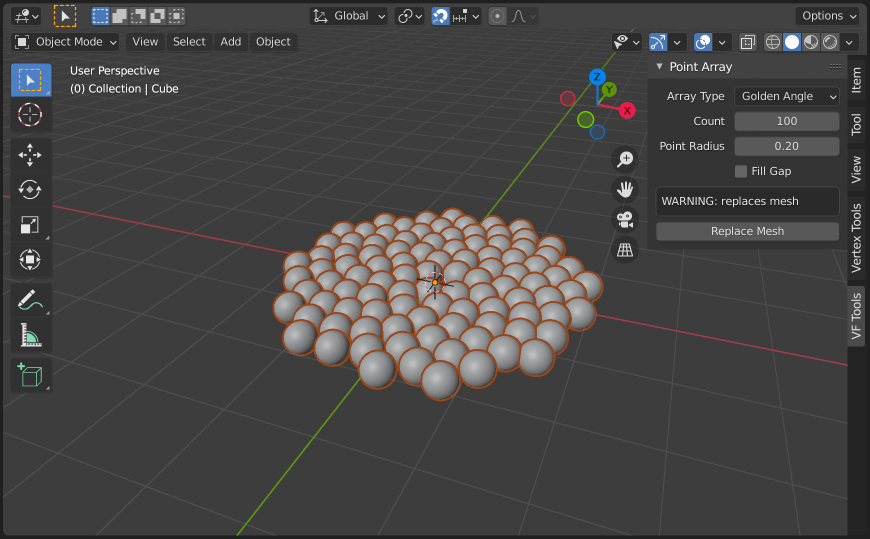 Global
Options
Object Mode
View
Select
Add
Object
User Perspective
(0) Collection | Cube
Z
Y
X
Point Array
Array Type
Golden Angle
Count
100
Point Radius
0.20
Fill Gap
WARNING: replaces mesh
Replace Mesh
Item
Tool
View
Vertex Tools
VF Tools